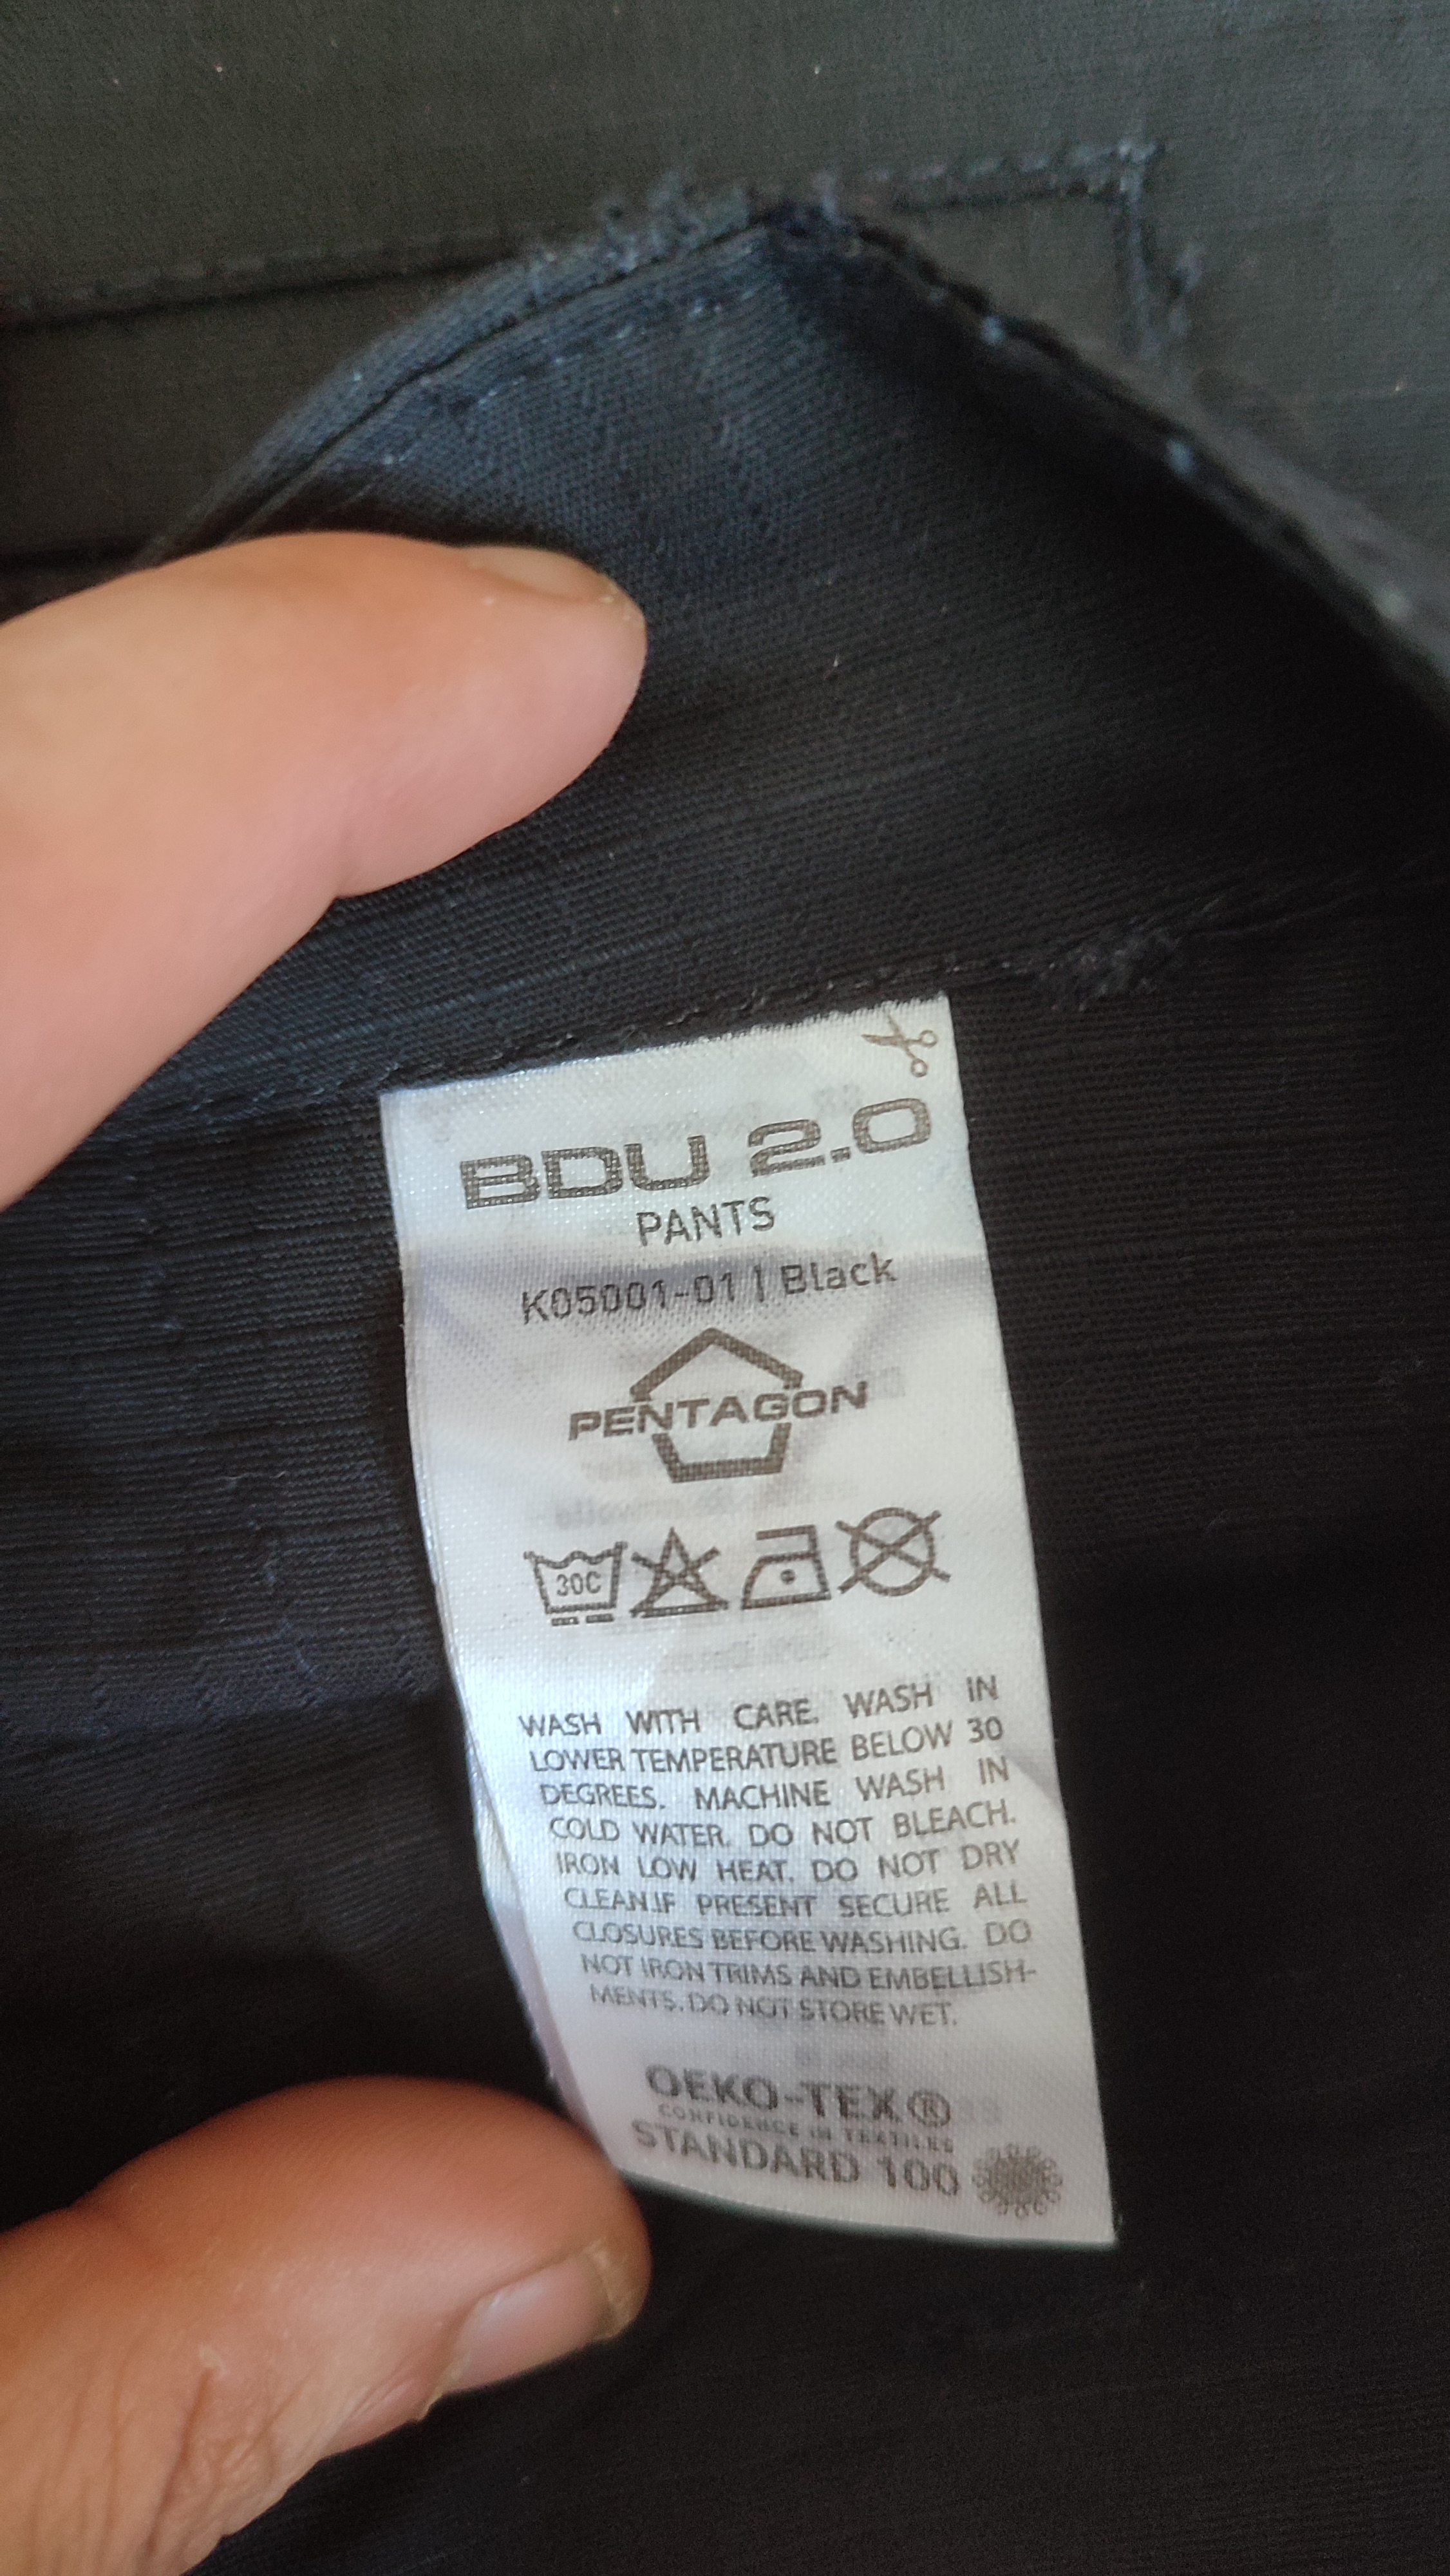 BDU 2.0
PANTS
K05001-01 | Black
PENTAGON
30C
WASH WITH CARE. WASH IN
LOWER TEMPERATURE BELOW 30
DEGREES. MACHINE WASH IN
COLD WATER. DO NOT BLEACH.
IRON LOW HEAT. DO NOT DRY
CLEAN.IF PRESENT SECURE ALL
CLOSURES BEFORE WASHING. DO
NOT IRON TRIMS AND EMBELLISH-
MENTS. DO NOT STORE WET.
OEKO-TEX®
CONFIDENCE IN TEXTILES
STANDARD 100